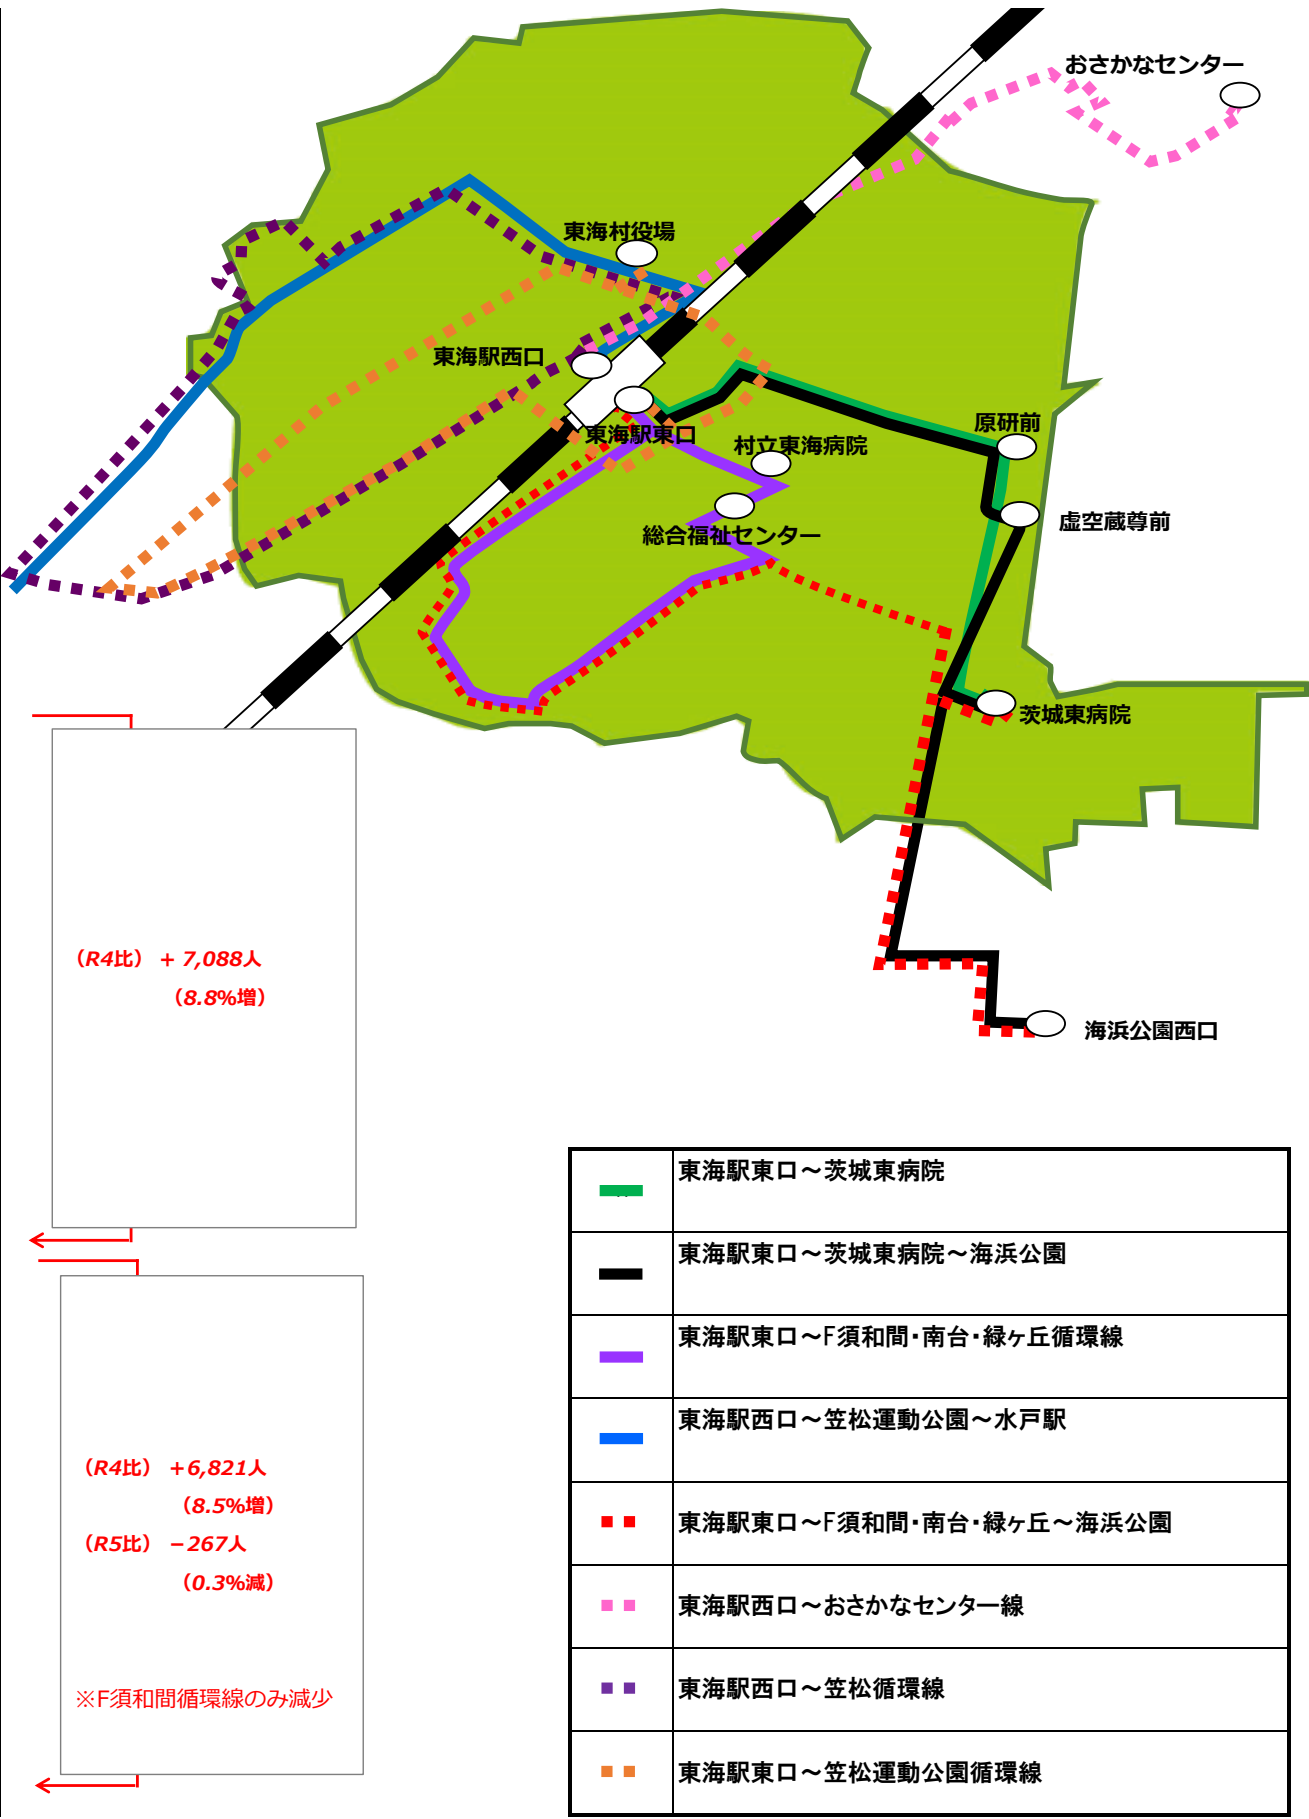 おさかなセンター
東海村役場
東海駅西口
原研前
東海駅東口
村立東海病院
虚空蔵尊前
総合福祉センター
茨城東病院
（R4比）＋7,088人
（8.8%増）
海浜公園西口
（R4比）＋6,821人
（8.5%増）
（R5比）－267人
（0.3%減）
※F須和間循環線のみ減少
東海駅東口～茨城東病院
東海駅東口～茨城東病院～海浜公園
東海駅東口～F須和間・南台・緑ヶ丘循環線
東海駅西口～笠松運動公園～水戸駅
東海駅東口～F須和間・南台・緑ヶ丘～海浜公園
東海駅西口～おさかなセンター線
東海駅西口～笠松循環線
東海駅東口～笠松運動公園循環線